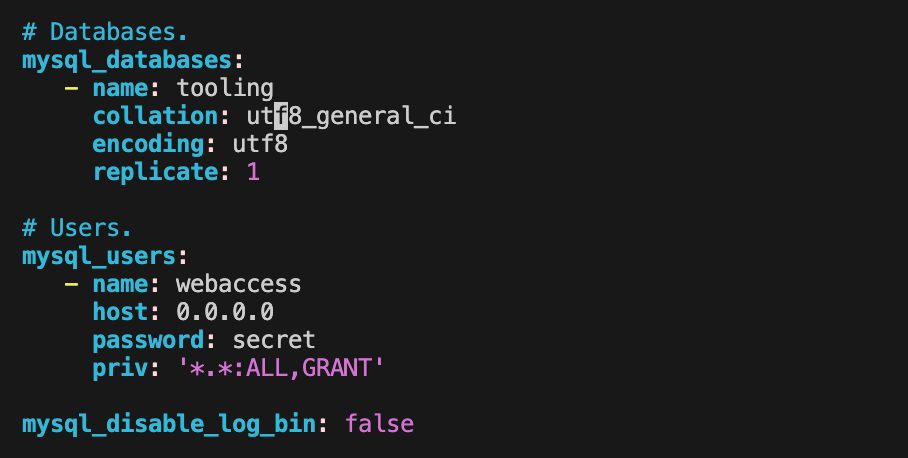 # Databases.
mysql_databases:
   - name: tooling
     collation: utf8_general_ci
     encoding: utf8
     replicate: 1

# Users.
mysql_users:
   - name: webaccess
     host: 0.0.0.0
     password: secret
     priv: '*.*:ALL,GRANT'

mysql_disable_log_bin: false